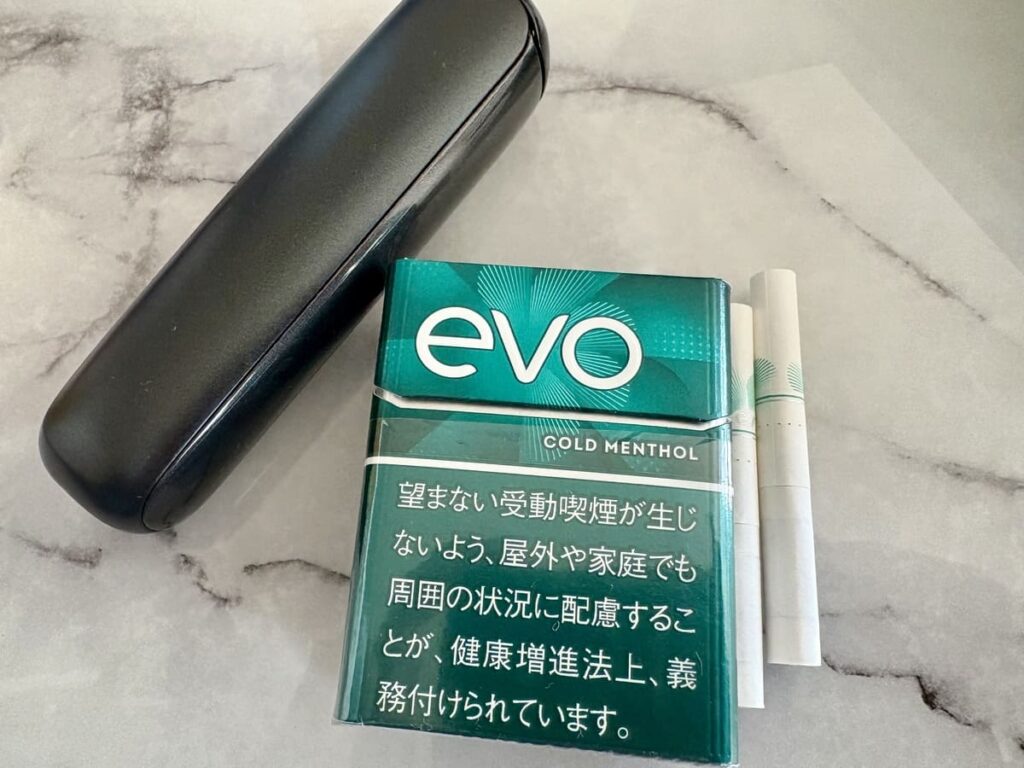 evo
COLD MENTHOL
望まない受動喫煙が生じ
ないよう、屋外や家庭でも
周囲の状況に配慮するこ
とが、健康増進法上、義
務付けられています。